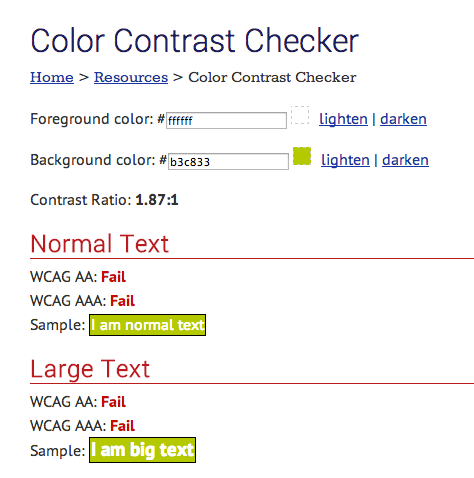 Color Contrast Checker
Home > Resources > Color Contrast Checker
Foreground color: #ffffff lighten | darken
Background color: #b3c833 lighten | darken
Contrast Ratio: 1.87:1
Normal Text
WCAG AA: Fail
WCAG AAA: Fail
Sample: I am normal text
Large Text
WCAG AA: Fail
WCAG AAA: Fail
Sample: I am big text